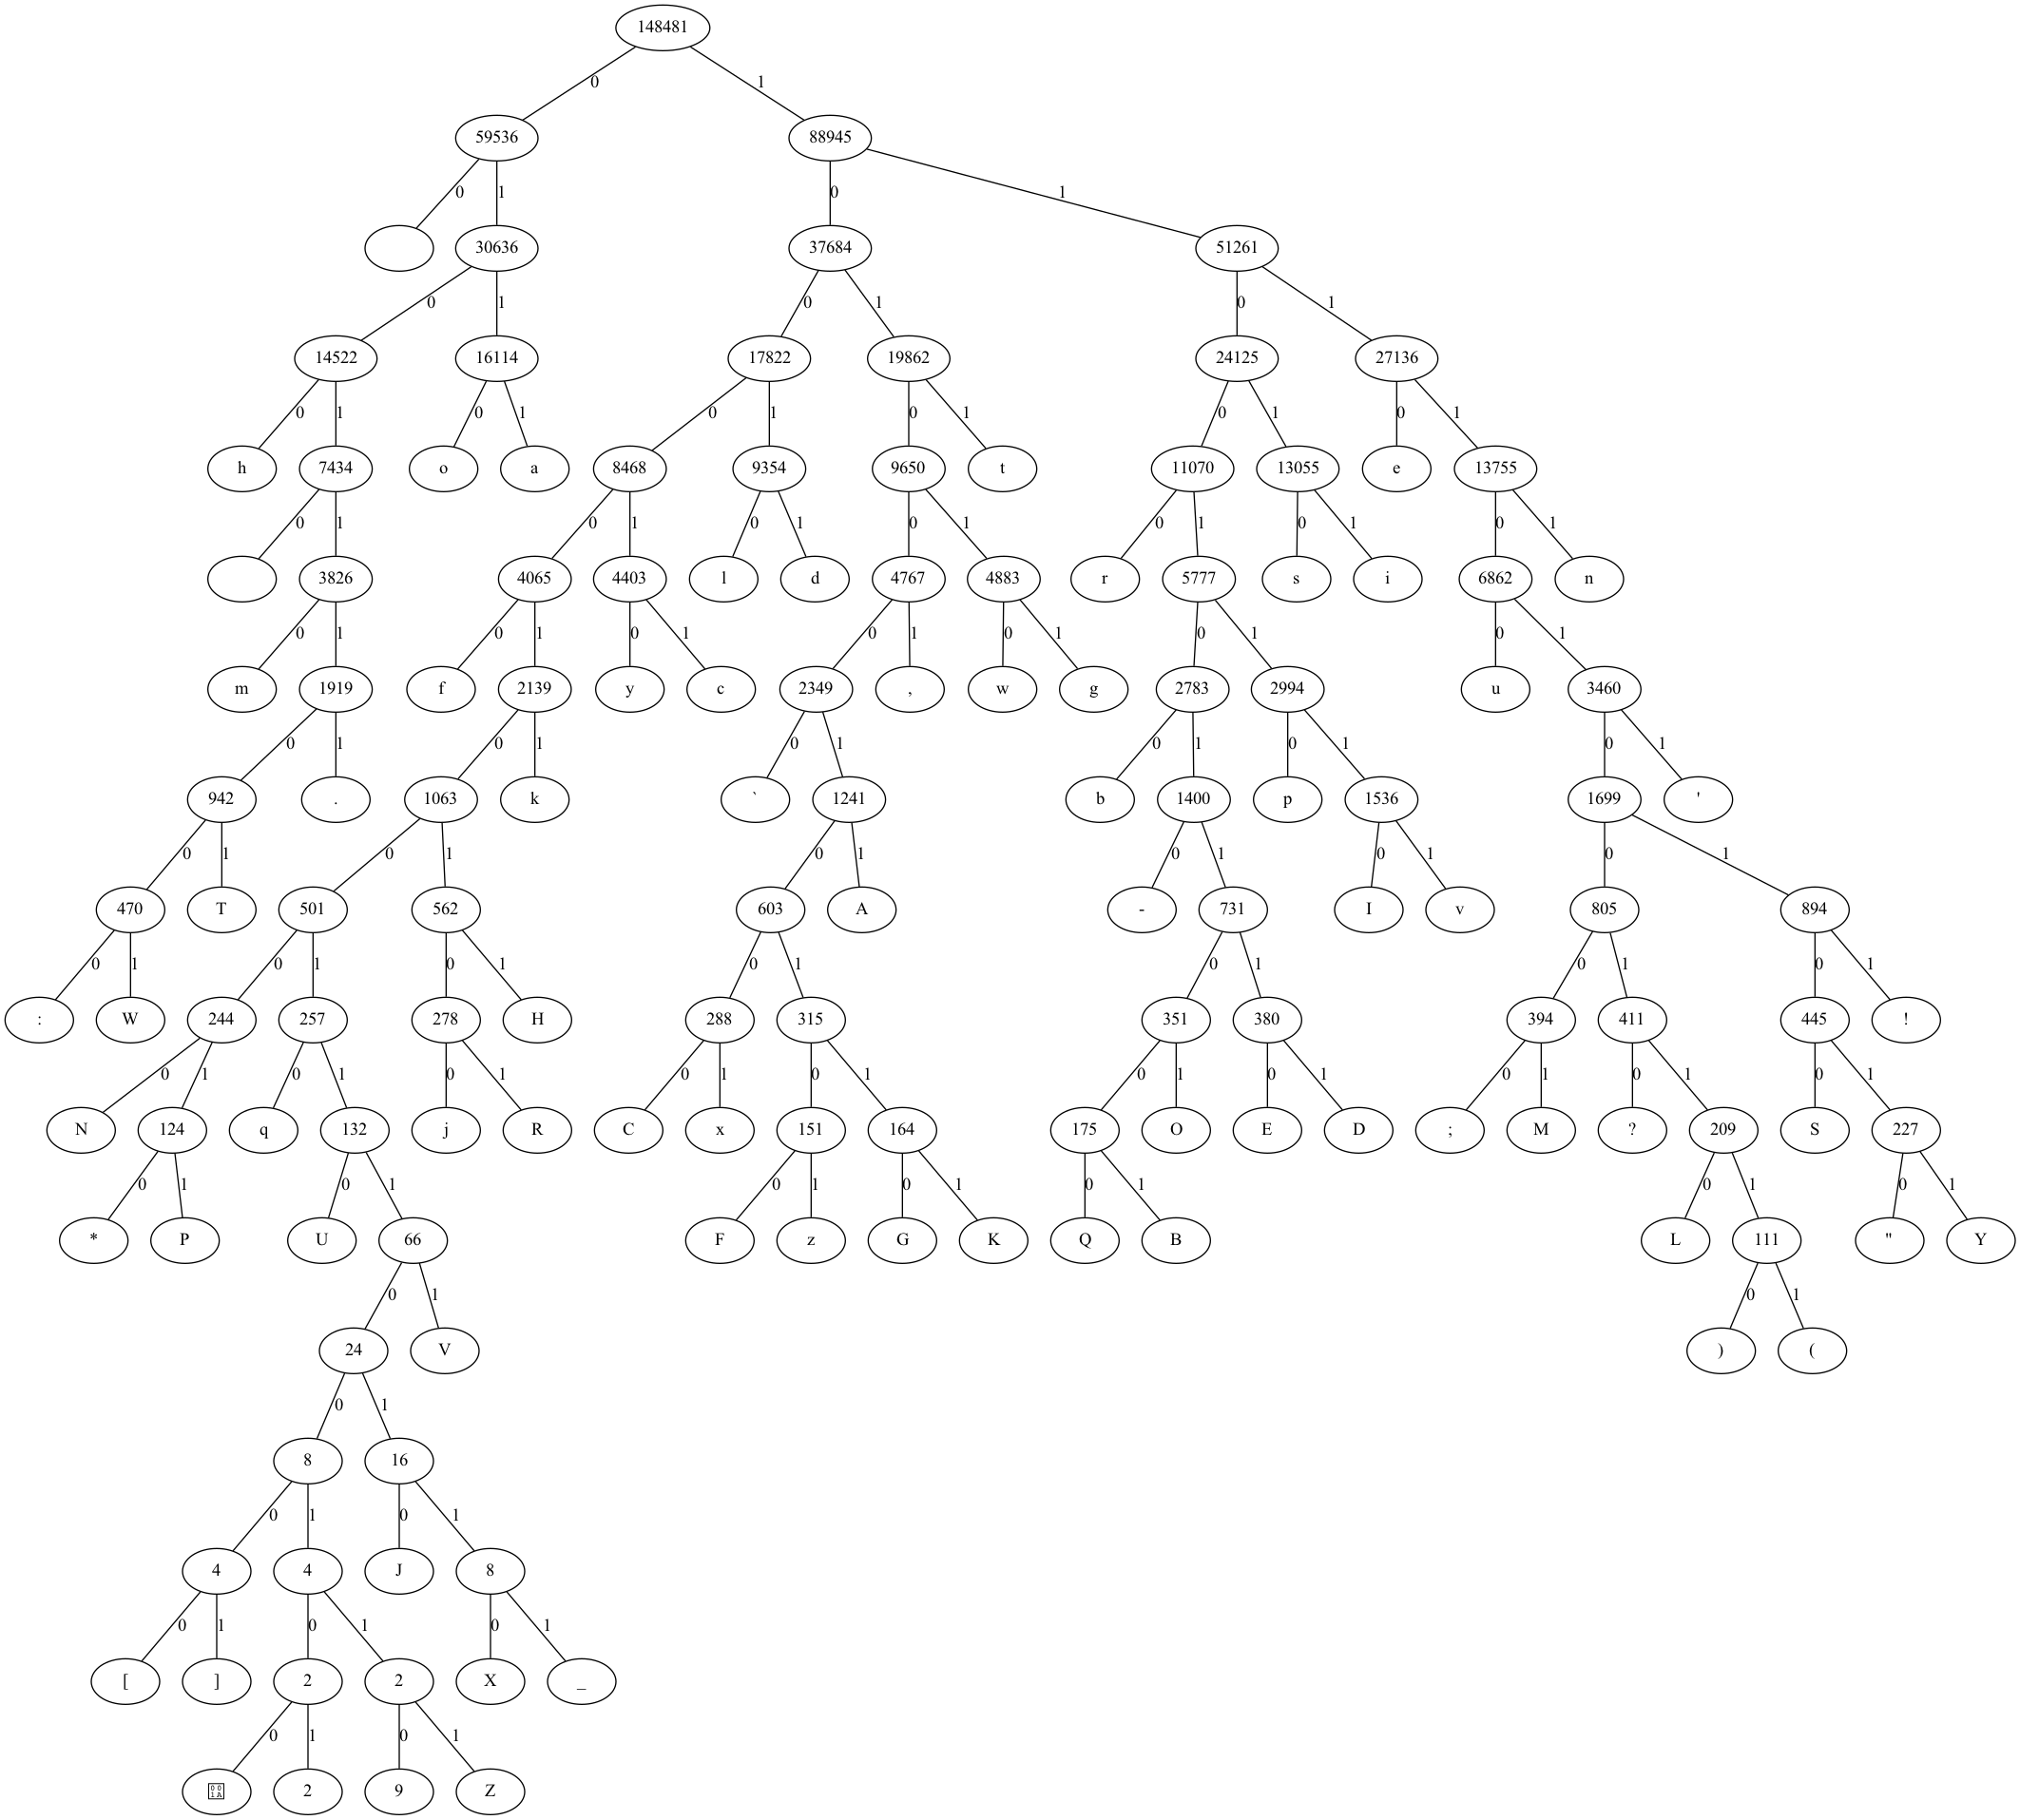 148481
0 1
59536 88945
0 1 0 1
30636 37684 51261
0 1 0 1 0 1
14522 16114 17822 19862 24125 27136
0 1 0 1 0 1 0 1 0 1 0 1
h 7434 o a 8468 9354 9650 t 11070 13055 e 13755
0 1 0 1 0 1 0 1 0 1 0 1 0 1
3826 4065 4403 l d 4767 4883 r 5777 s i 6862 n
0 1 0 1 0 1 0 1 0 1 0 1 0 1
m 1919 f 2139 y c 2349 , w g 2783 2994 u 3460
0 1 0 1 0 1 0 1 0 1 0 1
942 . 1063 k ` 1241 b 1400 p 1536 1699 '
0 1 0 1 0 1 0 1 0 1 0 1
470 T 501 562 603 A - 731 I v 805 894
0 1 0 1 0 1 0 1 0 1 0 1 0 1
: W 244 257 278 H 288 315 351 380 394 411 445 !
0 1 0 1 0 1 0 1 0 1 0 1 0 1 0 1 0 1 0 1
N 124 q 132 j R C x 151 164 175 O E D ; M ? 209 S 227
0 1 0 1 0 1 0 1 0 1 0 1 0 1
* P U 66 F z G K Q B L 111 " Y
0 1 0 1
24 V ) (
0 1
8 16
0 1 0 1
4 4 J 8
0 1 0 1 0 1
[ ] 2 2 X _
0 1 0 1
001A 2 9 Z